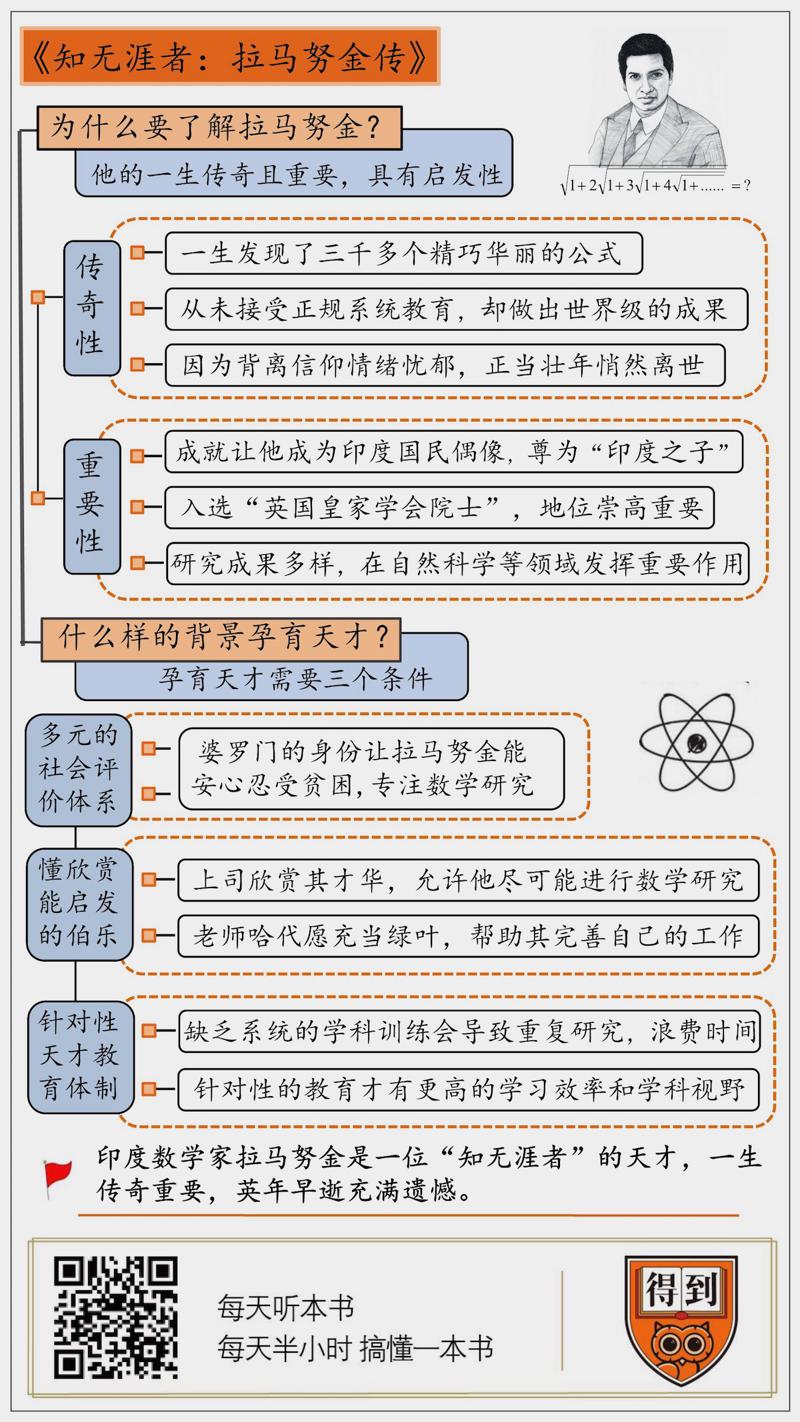 《知无涯者：拉马努金传》
√1+2√1+3√1+4√1+…… =?
为什么要了解拉马努金？
他的一生传奇且重要，具有启发性
传奇性
一生发现了三千多个精巧华丽的公式
从未接受正规系统教育，却做出世界级的成果
因为背离信仰情绪忧郁，正当壮年悄然离世
重要性
成就让他成为印度国民偶像，尊为“印度之子”
入选“英国皇家学会院士”，地位崇高重要
研究成果多样，在自然科学等领域发挥重要作用
什么样的背景孕育天才？
孕育天才需要三个条件
多元的
社会评
价体系
婆罗门的身份让拉马努金能
安心忍受贫困,专注数学研究
懂欣赏
能启发
的伯乐
上司欣赏其才华，允许他尽可能进行数学研究
老师哈代愿充当绿叶，帮助其完善自己的工作
针对性
天才教
育体制
缺乏系统的学科训练会导致重复研究，浪费时间
针对性的教育才有更高的学习效率和学科视野
印度数学家拉马努金是一位“知无涯者”的天才，一生
传奇重要，英年早逝充满遗憾。
每天听本书
每天半小时 搞懂一本书
得到